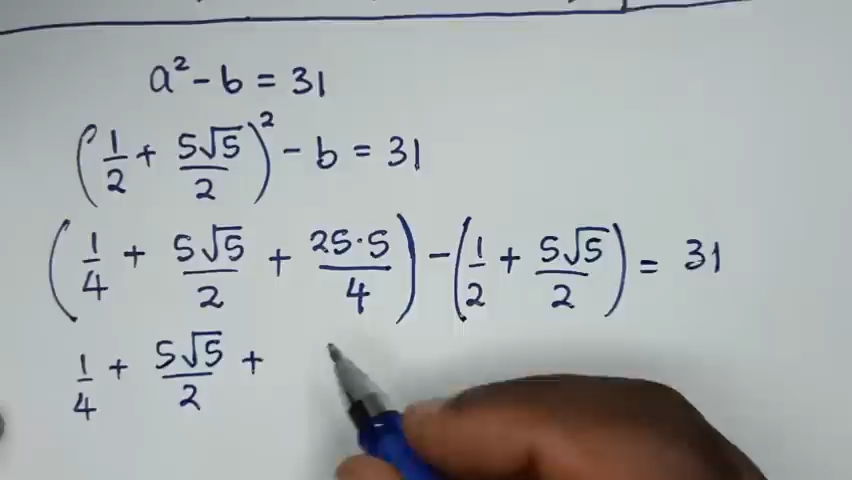 a² - b = 31
(1/2 + 5√5/2)² - b = 31
(1/4 + 5√5/2 + 25·5/4) - (1/2 + 5√5/2) = 31
1/4 + 5√5/2 +